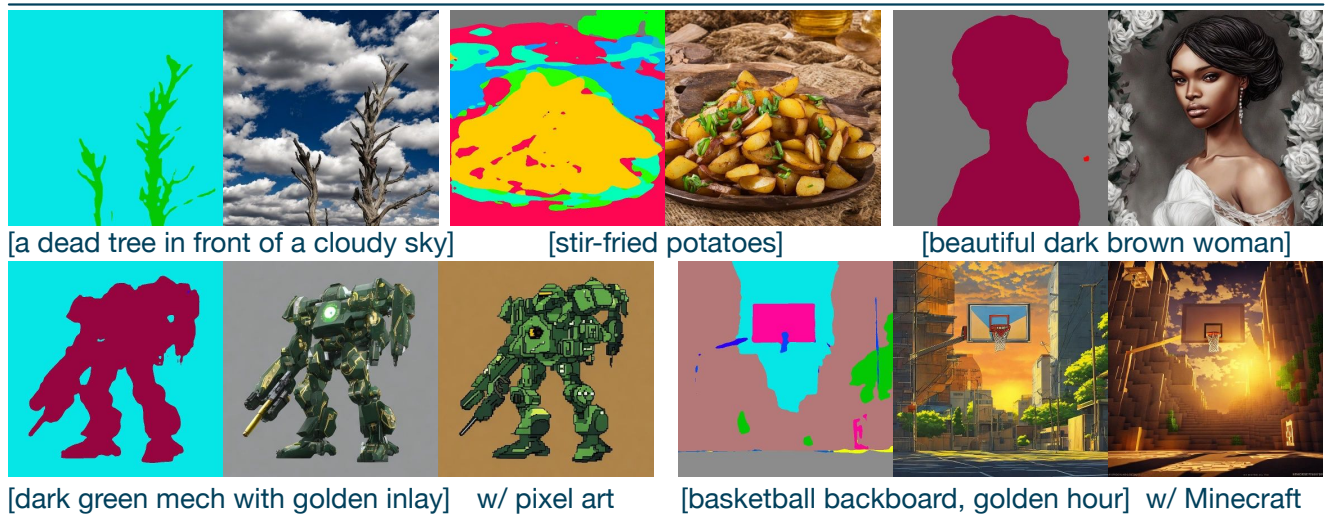 [a dead tree in front of a cloudy sky] [stir-fried potatoes] [beautiful dark brown woman]
[dark green mech with golden inlay] w/ pixel art [basketball backboard, golden hour] w/ Minecraft